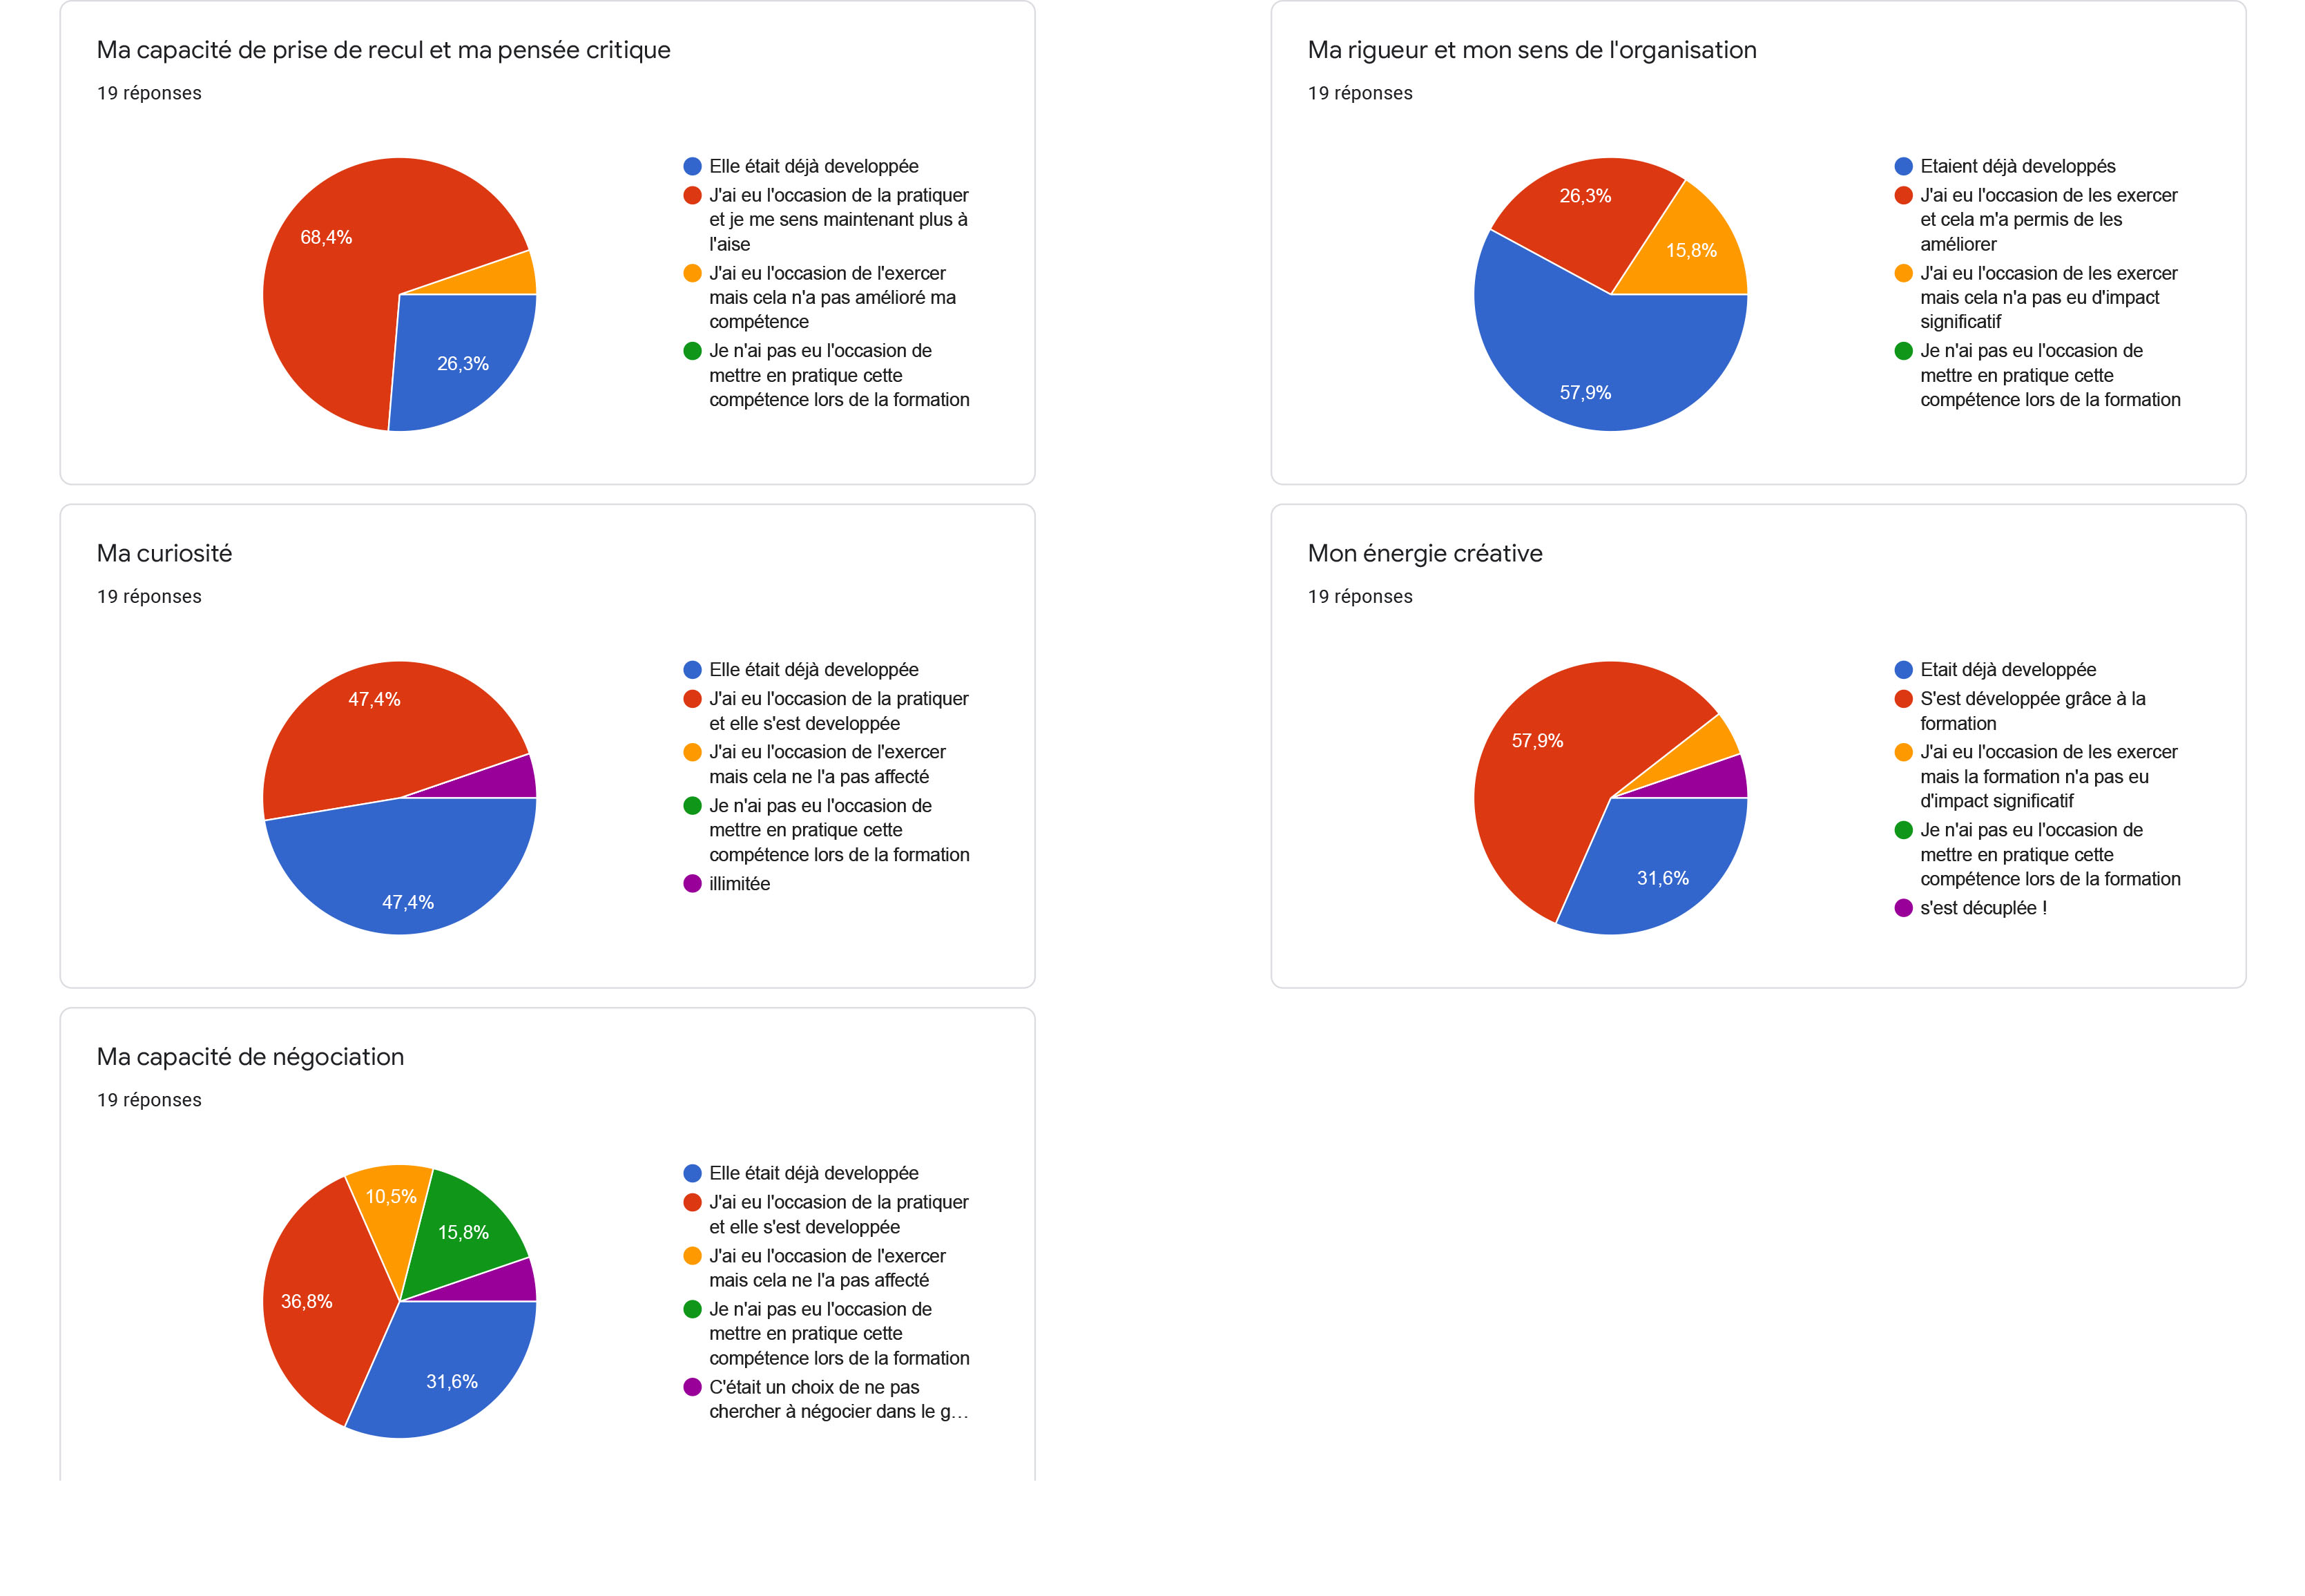 Ma capacité de prise de recul et ma pensée critique
19 réponses
68,4%
26,3%
Elle était déjà developpée
J'ai eu l'occasion de la pratiquer
et je me sens maintenant plus à
l'aise
J'ai eu l'occasion de l'exercer
mais cela n'a pas amélioré ma
compétence
Je n'ai pas eu l'occasion de
mettre en pratique cette
compétence lors de la formation
Ma rigueur et mon sens de l'organisation
19 réponses
26,3%
15,8%
57,9%
Etaient déjà developpés
J'ai eu l'occasion de les exercer
et cela m'a permis de les
améliorer
J'ai eu l'occasion de les exercer
mais cela n'a pas eu d'impact
significatif
Je n'ai pas eu l'occasion de
mettre en pratique cette
compétence lors de la formation
Ma curiosité
19 réponses
47,4%
47,4%
Elle était déjà developpée
J'ai eu l'occasion de la pratiquer
et elle s'est developpée
J'ai eu l'occasion de l'exercer
mais cela ne l'a pas affecté
Je n'ai pas eu l'occasion de
mettre en pratique cette
compétence lors de la formation
illimitée
Mon énergie créative
19 réponses
57,9%
31,6%
Etait déjà developpée
S'est développée grâce à la
formation
J'ai eu l'occasion de les exercer
mais la formation n'a pas eu
d'impact significatif
Je n'ai pas eu l'occasion de
mettre en pratique cette
compétence lors de la formation
s'est décuplée !
Ma capacité de négociation
19 réponses
10,5%
15,8%
36,8%
31,6%
Elle était déjà developpée
J'ai eu l'occasion de la pratiquer
et elle s'est developpée
J'ai eu l'occasion de l'exercer
mais cela ne l'a pas affecté
Je n'ai pas eu l'occasion de
mettre en pratique cette
compétence lors de la formation
C'était un choix de ne pas
chercher à négocier dans le g…